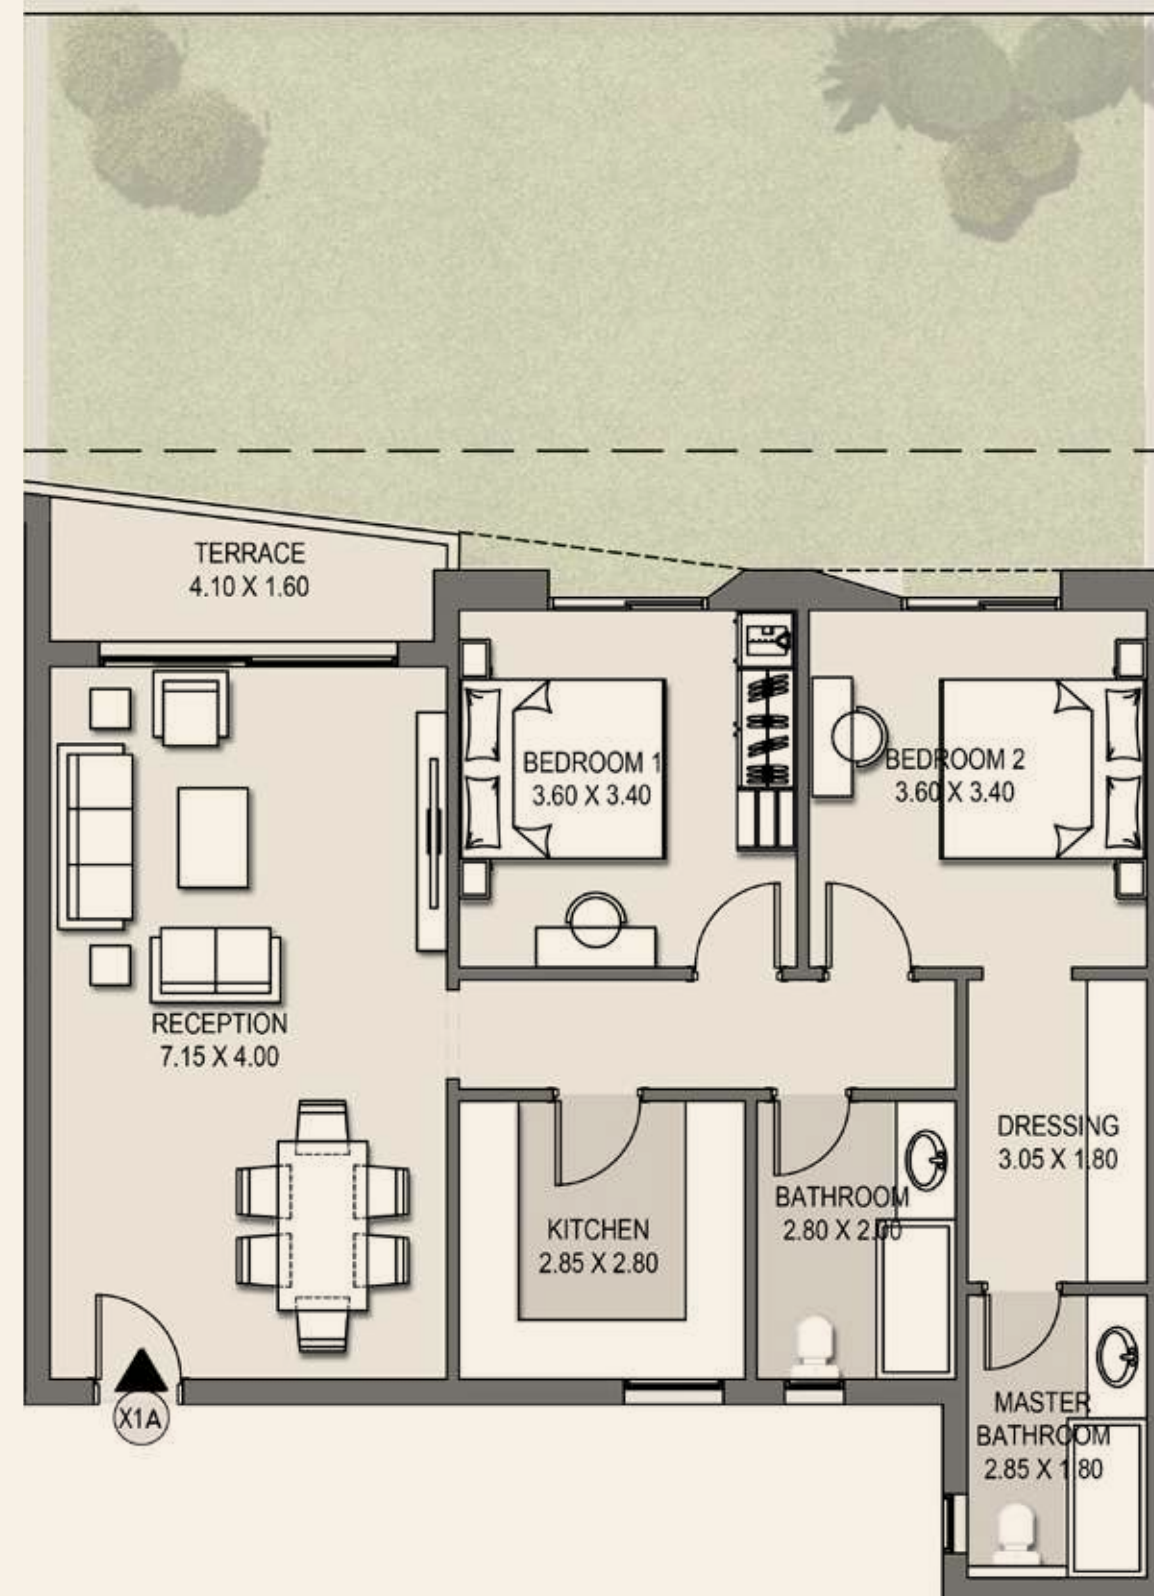 TERRACE
4.10 X 1.60
BEDROOM 1
3.60 X 3.40
BEDROOM 2
3.60 X 3.40
RECEPTION
7.15 X 4.00
DRESSING
3.05 X 1.80
BATHROOM
2.80 X 2.00
KITCHEN
2.85 X 2.80
MASTER
BATHROOM
2.85 X 1.80
X1A